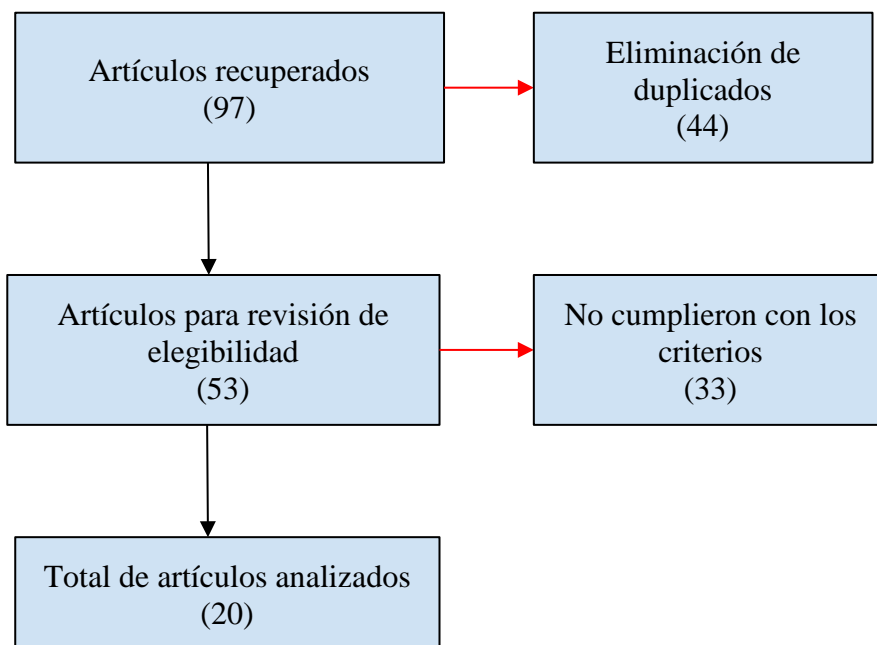 Artículos recuperados
(97)
Eliminación de
duplicados
(44)
Artículos para revisión de
elegibilidad
(53)
No cumplieron con los
criterios
(33)
Total de artículos analizados
(20)